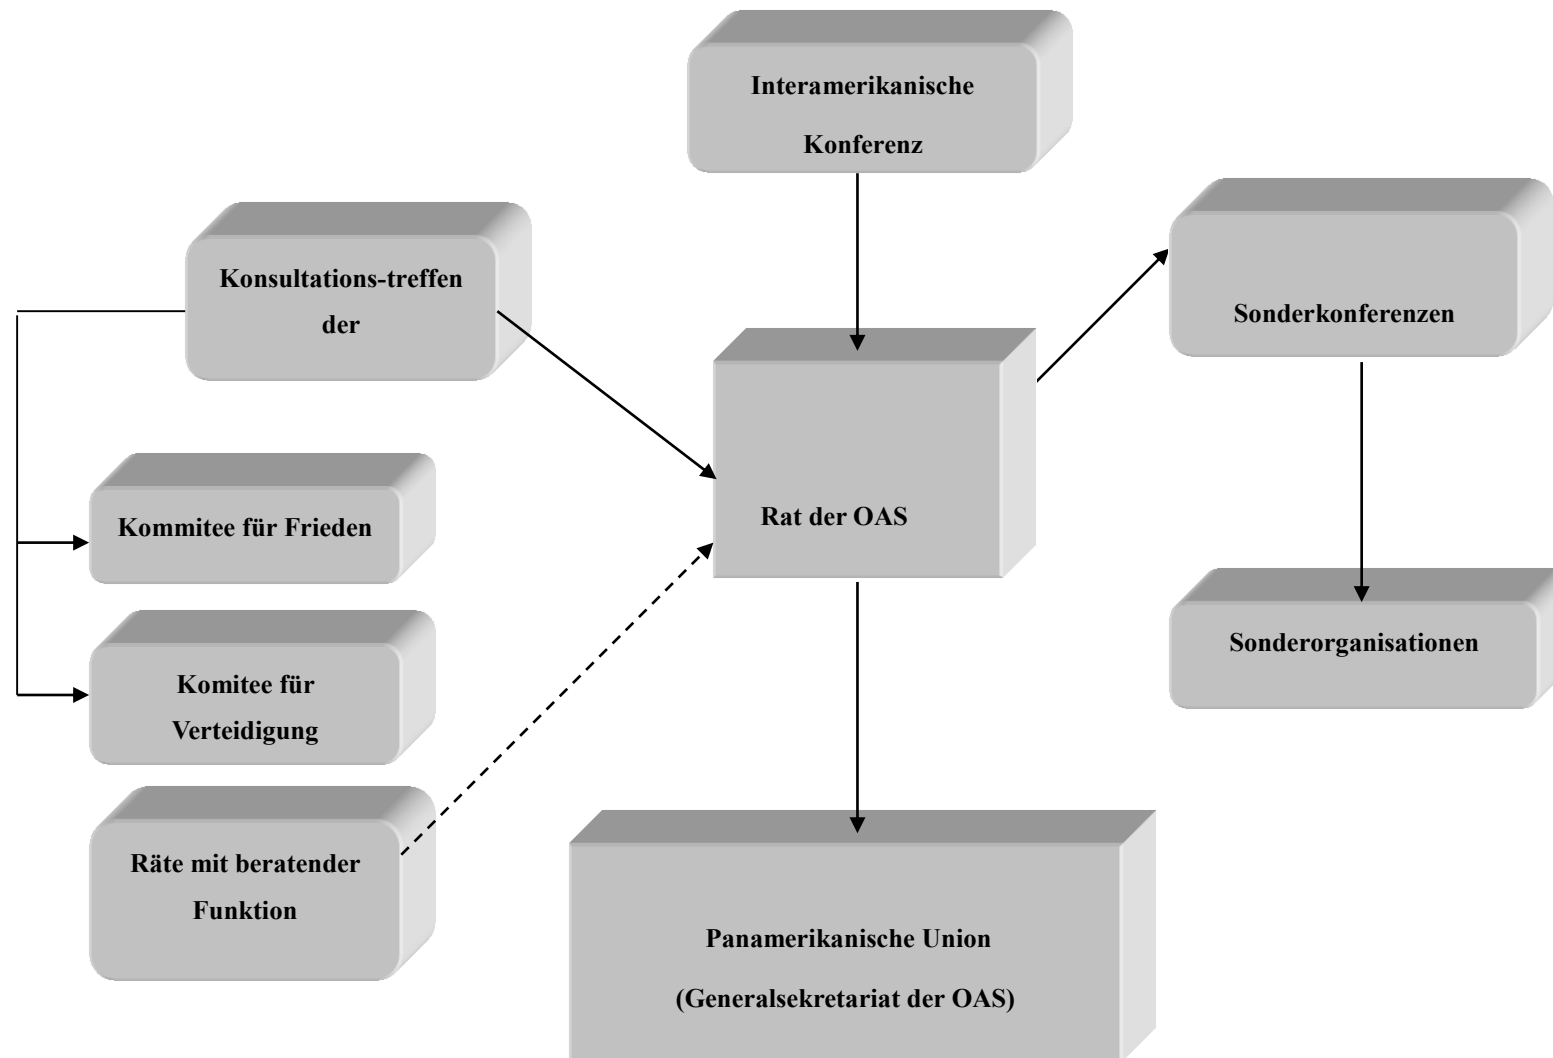 Interamerikanische
Konferenz
Konsultations-treffen
der
Sonderkonferenzen
Rat der OAS
Kommitee für Frieden
Sonderorganisationen
Komitee für
Verteidigung
Räte mit beratender
Funktion
Panamerikanische Union
(Generalsekretariat der OAS)